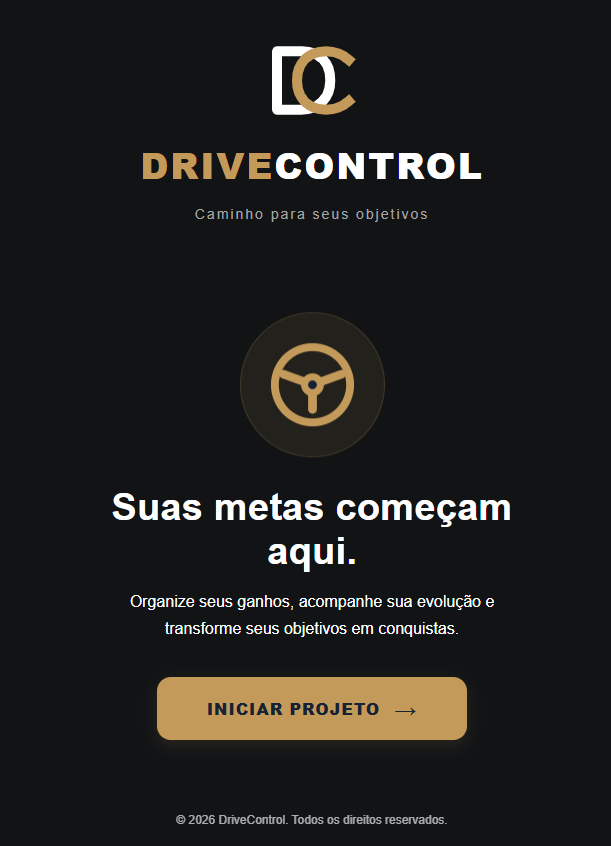 DC
DRIVECONTROL
Caminho para seus objetivos
Suas metas começam
aqui.
Organize seus ganhos, acompanhe sua evolução e
transforme seus objetivos em conquistas.
INICIAR PROJETO →
© 2026 DriveControl. Todos os direitos reservados.